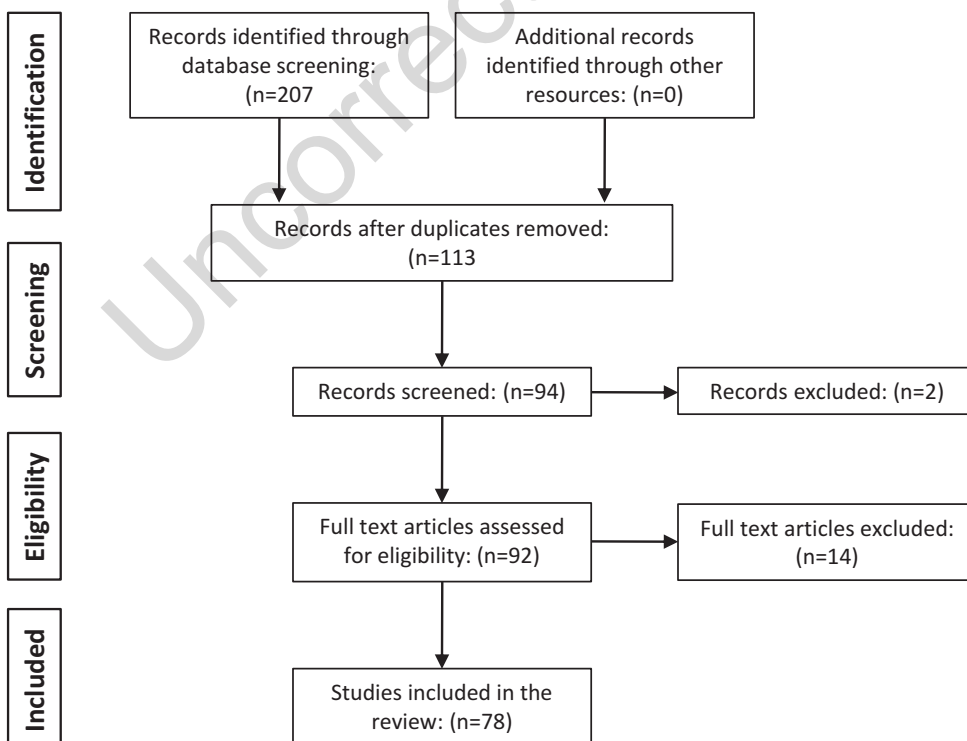 Identification
Records identified through
database screening:
(n=207
Additional records
identified through other
resources: (n=0)
Records after duplicates removed:
(n=113
Screening
Records screened: (n=94)
Records excluded: (n=2)
Eligibility
Full text articles assessed
for eligibility: (n=92)
Full text articles excluded:
(n=14)
Included
Studies included in the
review: (n=78)